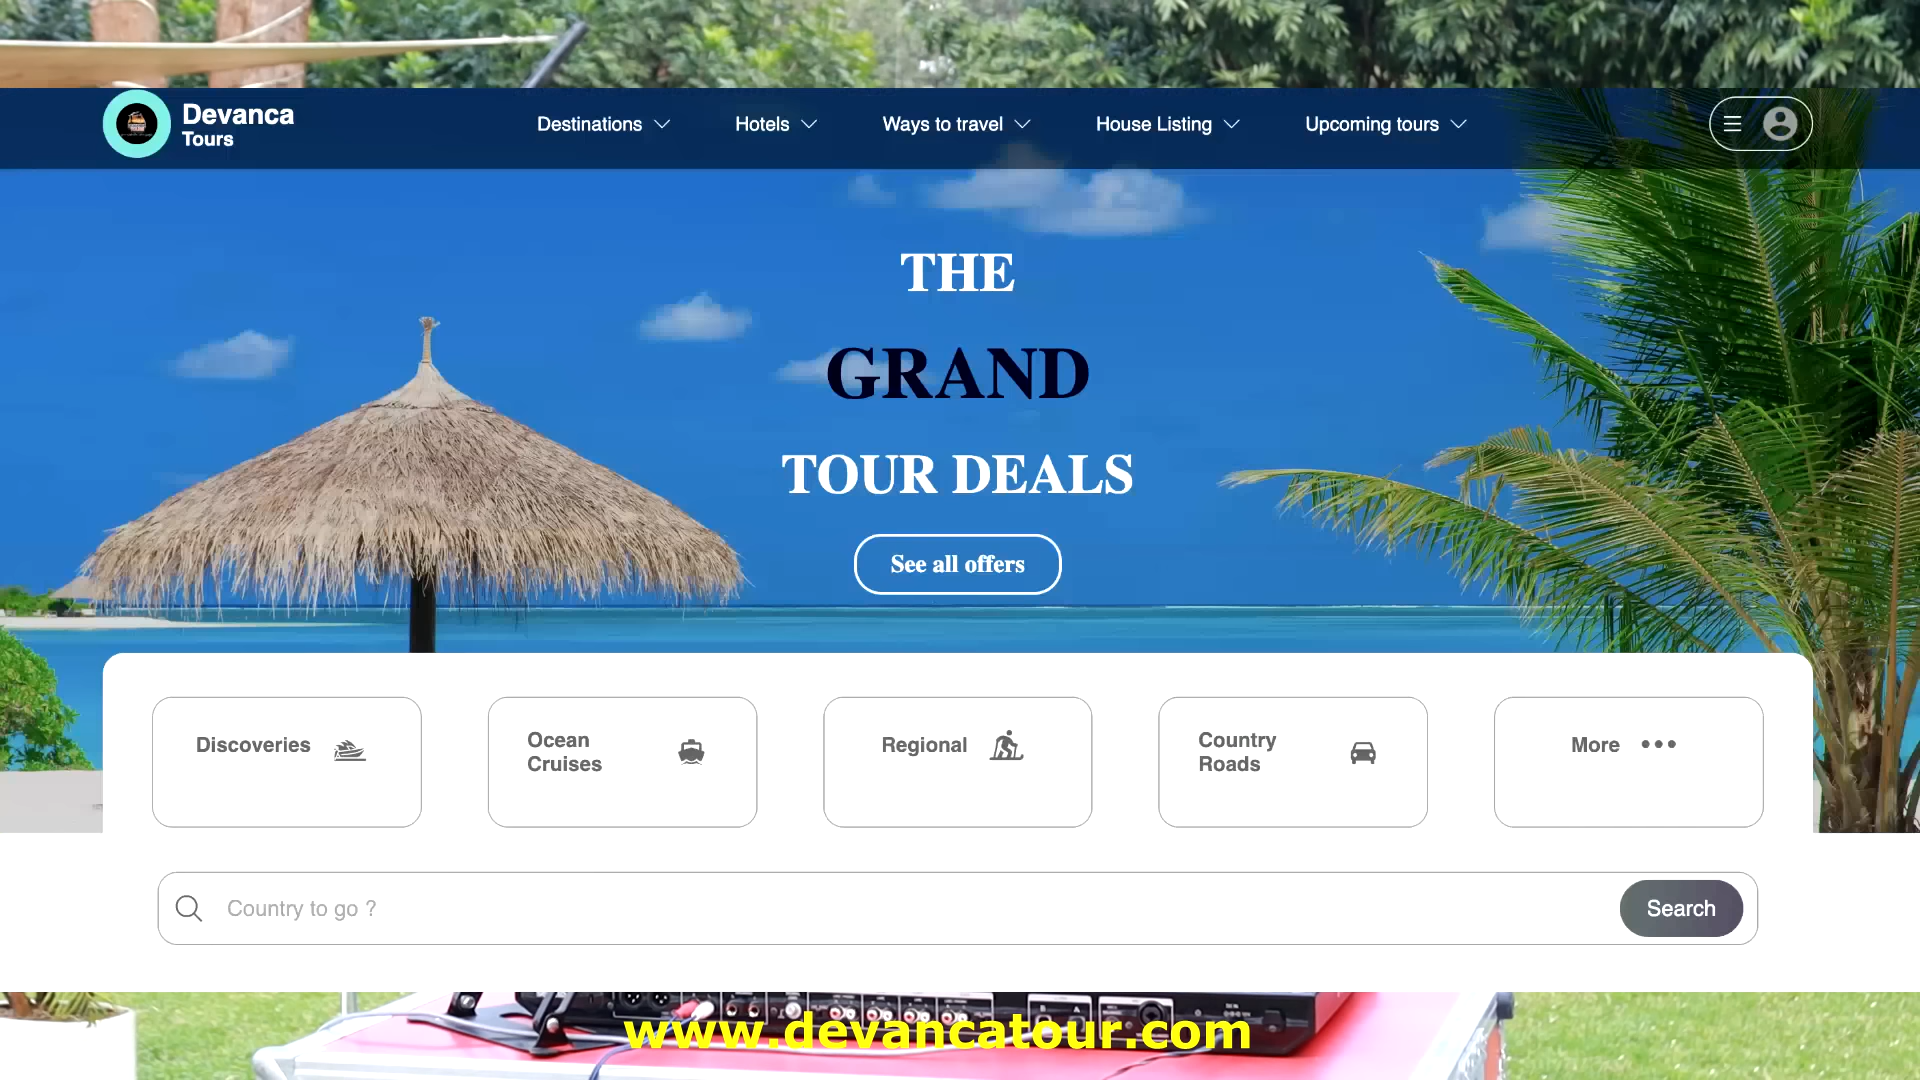 Devanca
Tours
Destinations
Hotels
Ways to travel
House Listing
Upcoming tours
THE
GRAND
TOUR DEALS
See all offers
Discoveries
Ocean
Cruises
Regional
Country
Roads
More
Country to go ?
Search
www.devancatour.com